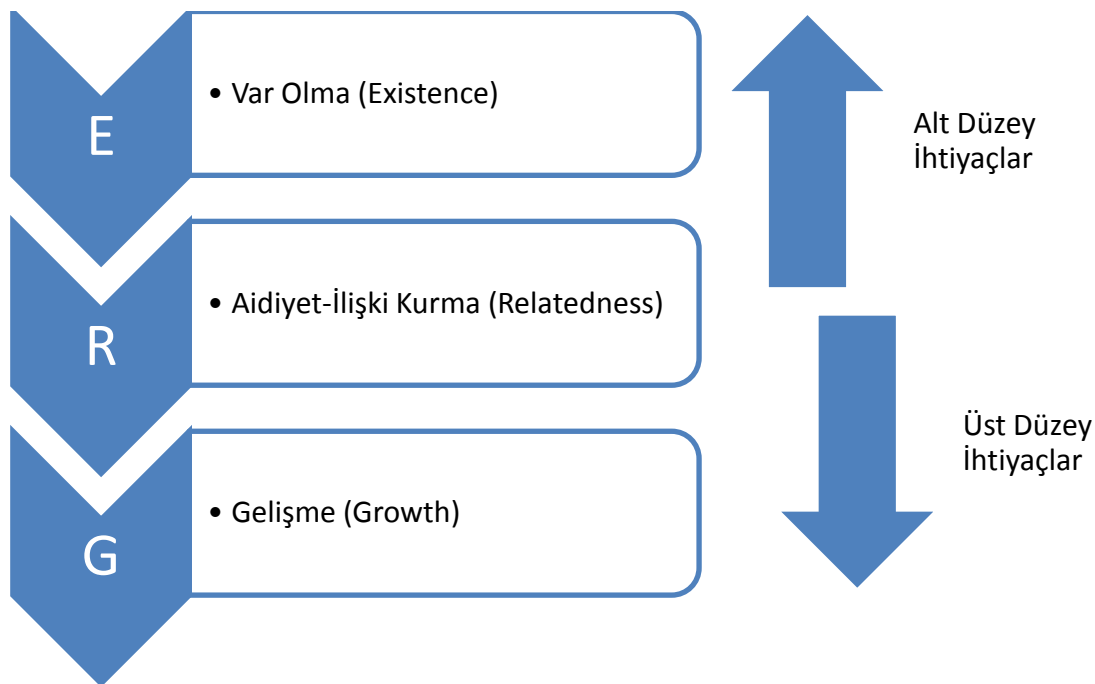 E
• Var Olma (Existence)
R
• Aidiyet-İlişki Kurma (Relatedness)
G
• Gelişme (Growth)
Alt Düzey
İhtiyaçlar
Üst Düzey
İhtiyaçlar